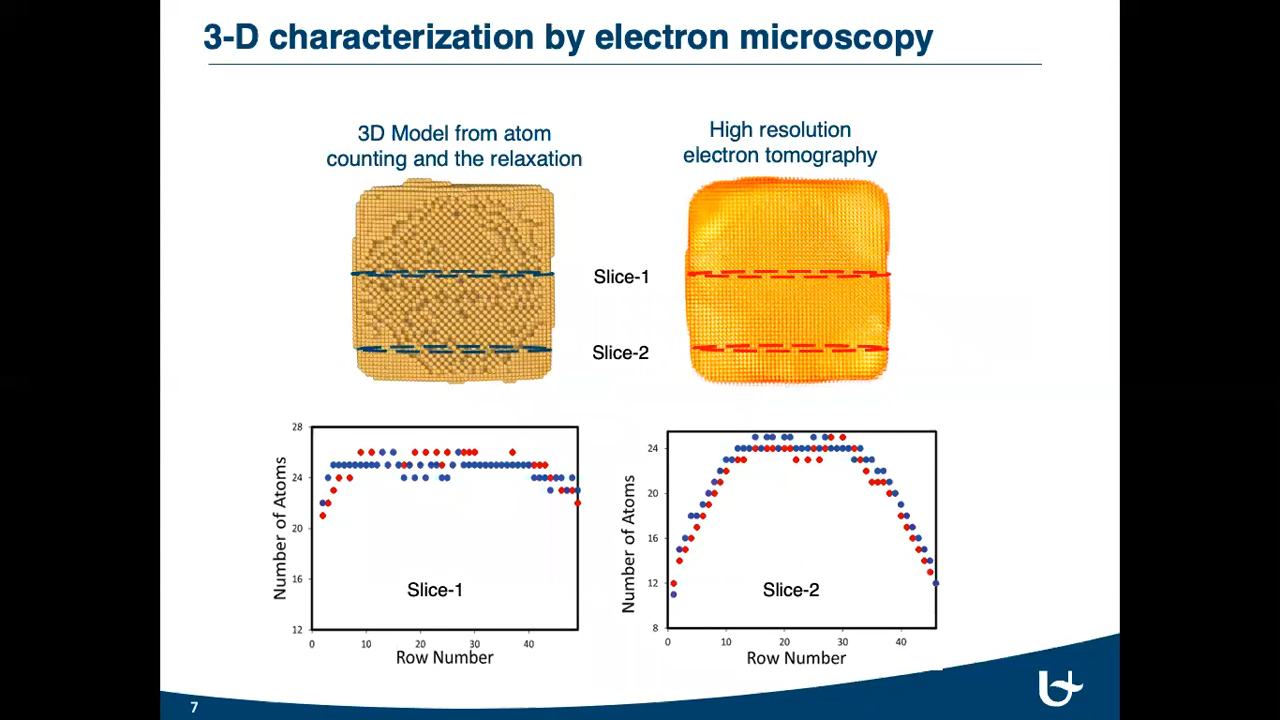 3-D characterization by electron microscopy
3D Model from atom
counting and the relaxation
High resolution
electron tomography
Slice-1
Slice-2
28
24
20
16
12
0
10
20
30
40
Number of Atoms
Row Number
Slice-1
24
20
16
12
8
0
10
20
30
40
Number of Atoms
Row Number
Slice-2
7